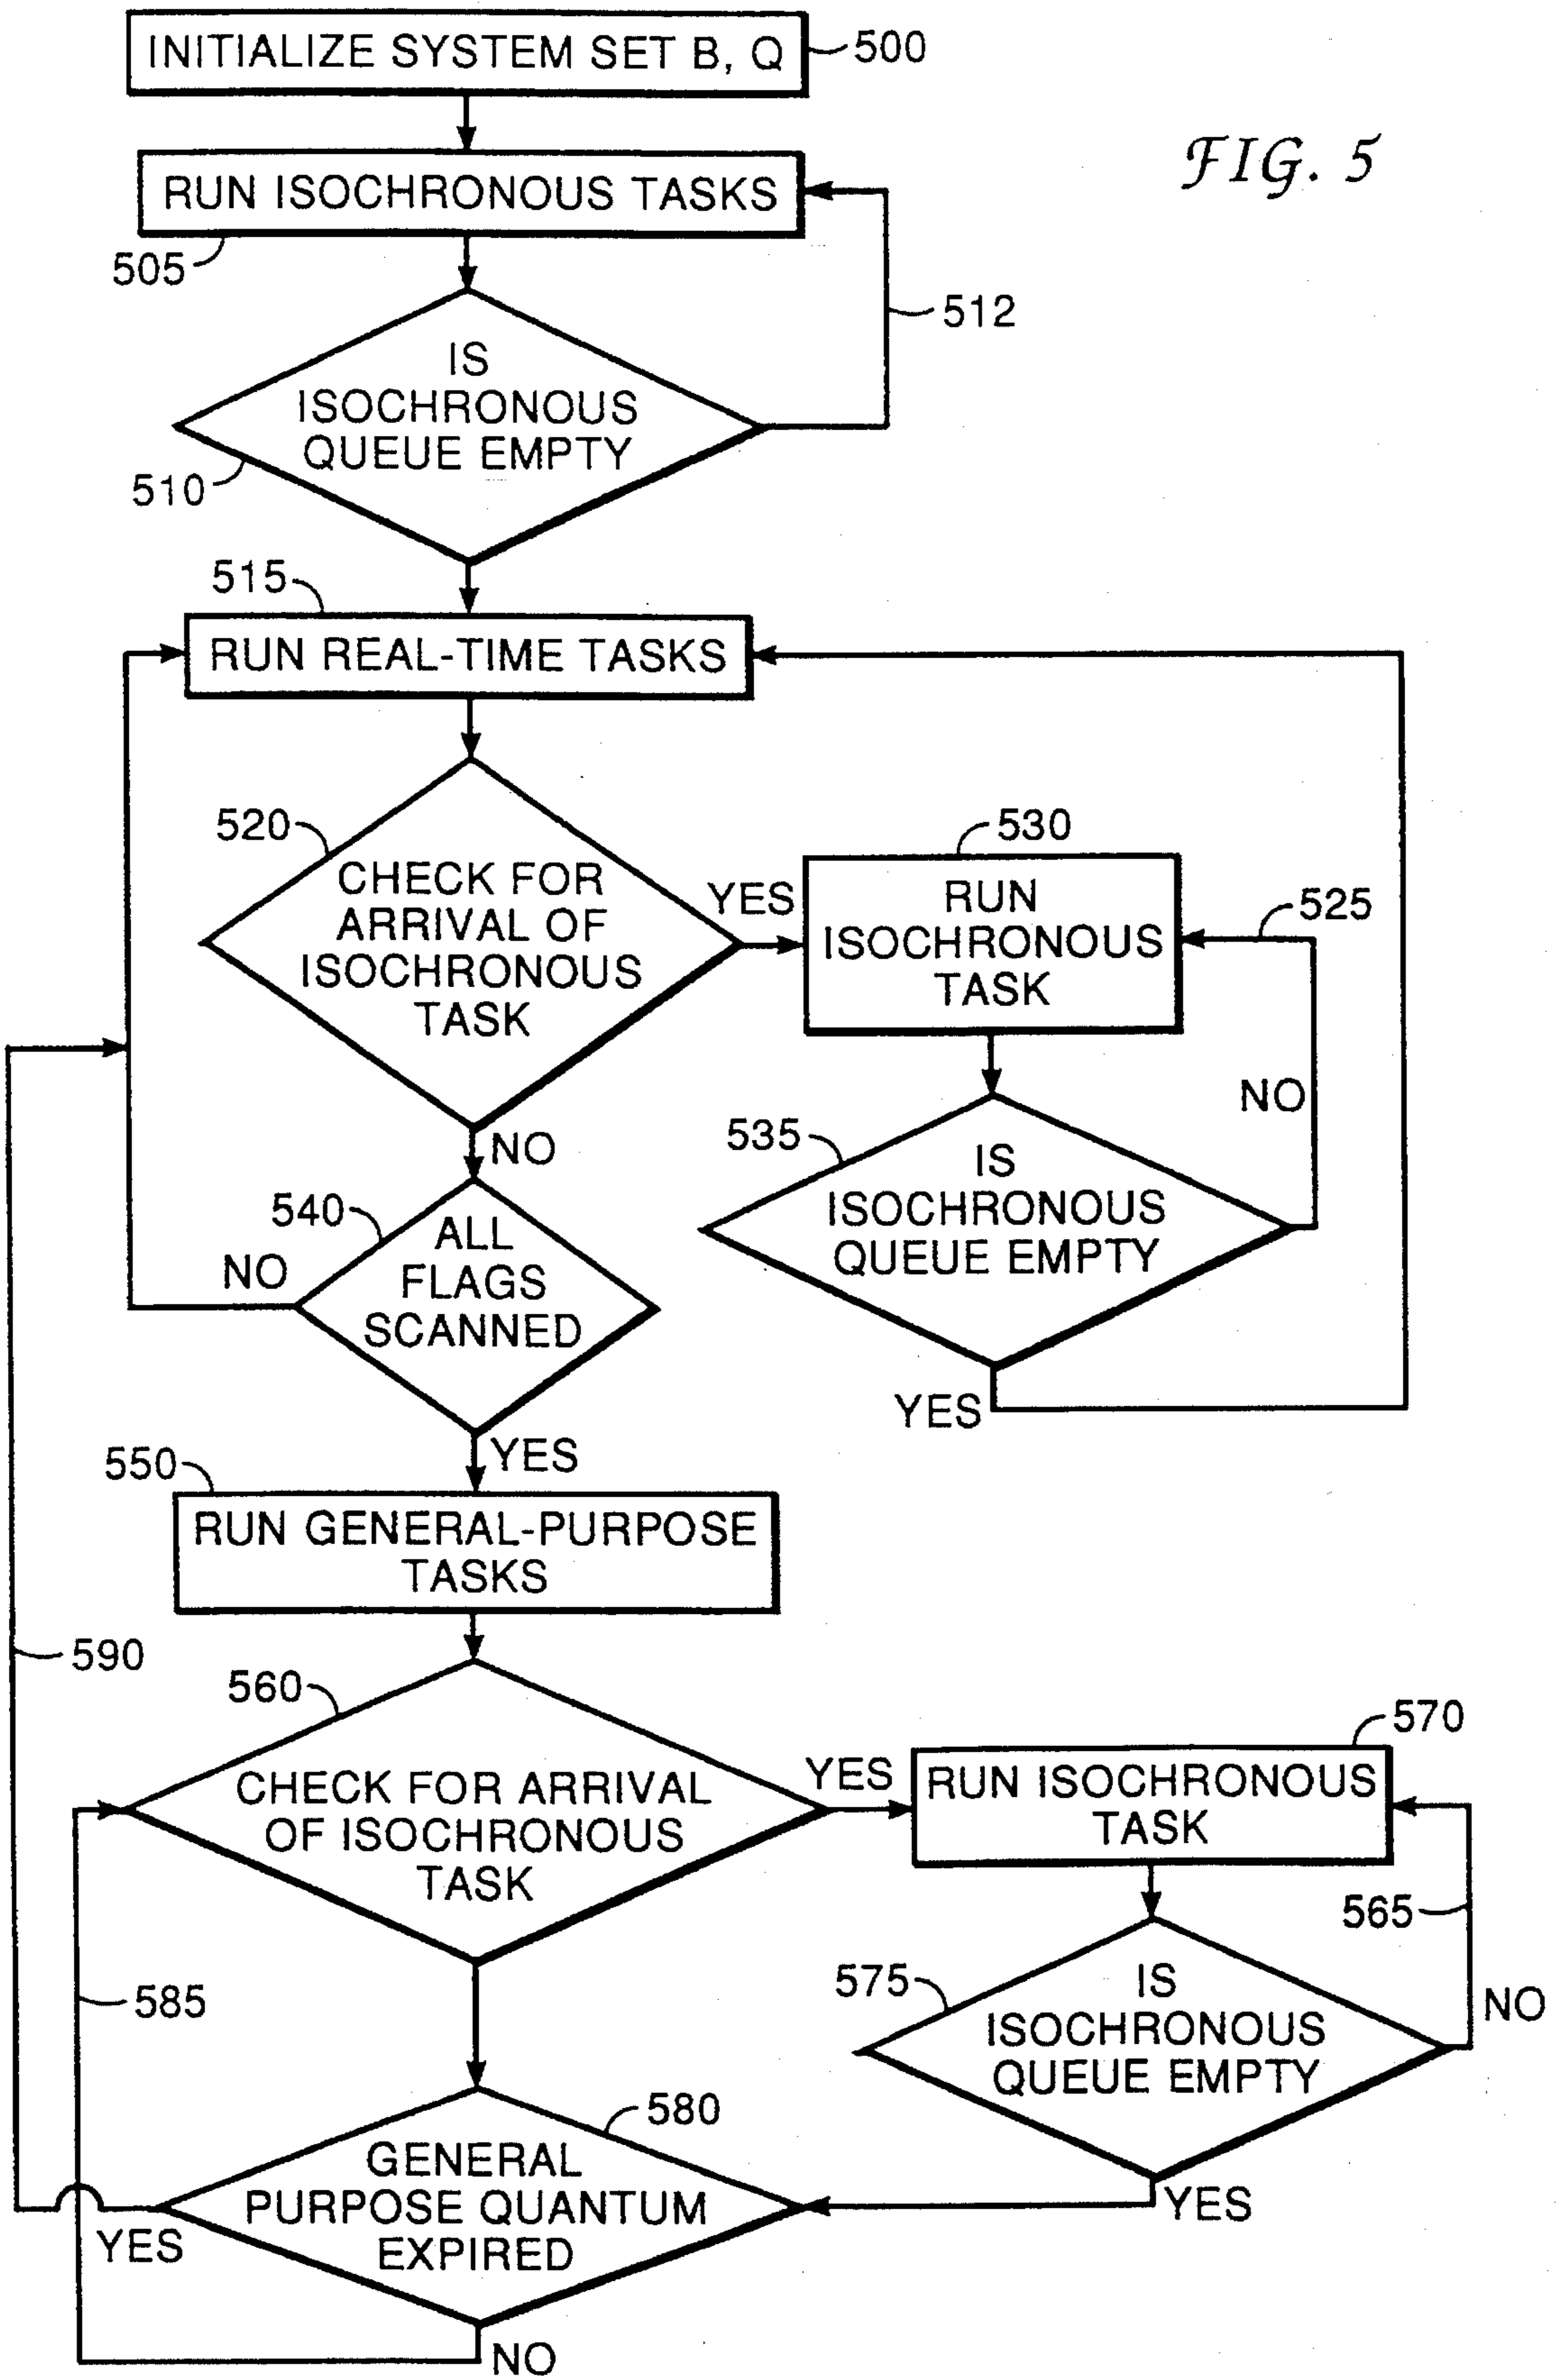 INITIALIZE SYSTEM SET B, Q
500
FIG. 5
RUN ISOCHRONOUS TASKS
505
512
IS
ISOCHRONOUS
QUEUE EMPTY
510
515
RUN REAL-TIME TASKS
520
CHECK FOR
ARRIVAL OF
ISOCHRONOUS
TASK
YES
530
RUN
ISOCHRONOUS
TASK
525
NO
NO
535
IS
ISOCHRONOUS
QUEUE EMPTY
YES
540
ALL
FLAGS
SCANNED
NO
YES
550
RUN GENERAL-PURPOSE
TASKS
590
560
CHECK FOR ARRIVAL
OF ISOCHRONOUS
TASK
YES
570
RUN ISOCHRONOUS
TASK
565
585
575
IS
ISOCHRONOUS
QUEUE EMPTY
NO
YES
580
GENERAL
PURPOSE QUANTUM
EXPIRED
YES
NO